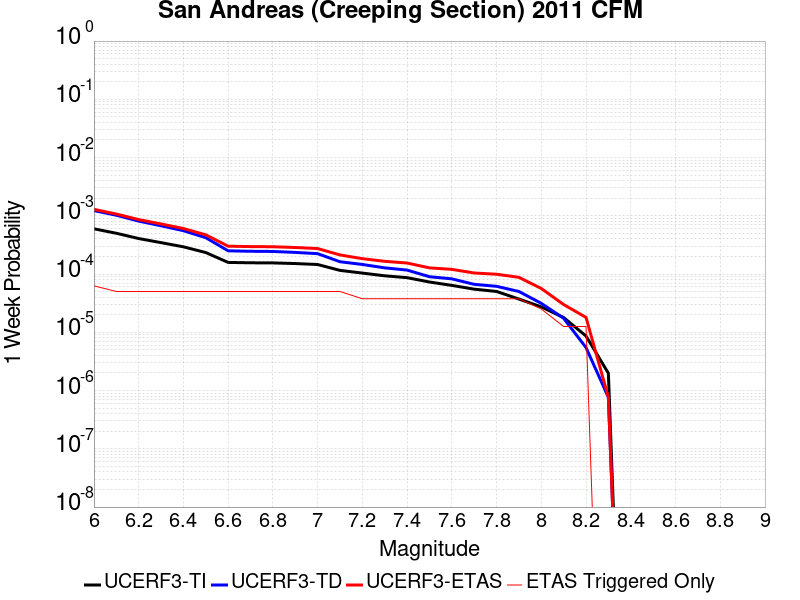 San Andreas (Creeping Section) 2011 CFM
10^0
10^-1
10^-2
10^-3
10^-4
10^-5
10^-6
10^-7
10^-8
1 Week Probability
6 6.2 6.4 6.6 6.8 7 7.2 7.4 7.6 7.8 8 8.2 8.4 8.6 8.8 9
Magnitude
UCERF3-TI UCERF3-TD UCERF3-ETAS ETAS Triggered Only